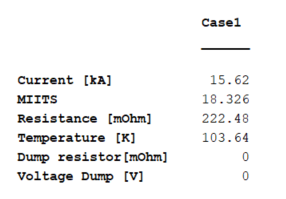 Case1
Current [kA] 15.62
MIITS 18.326
Resistance [mOhm] 222.48
Temperature [K] 103.64
Dump resistor[mOhm] 0
Voltage Dump [V] 0